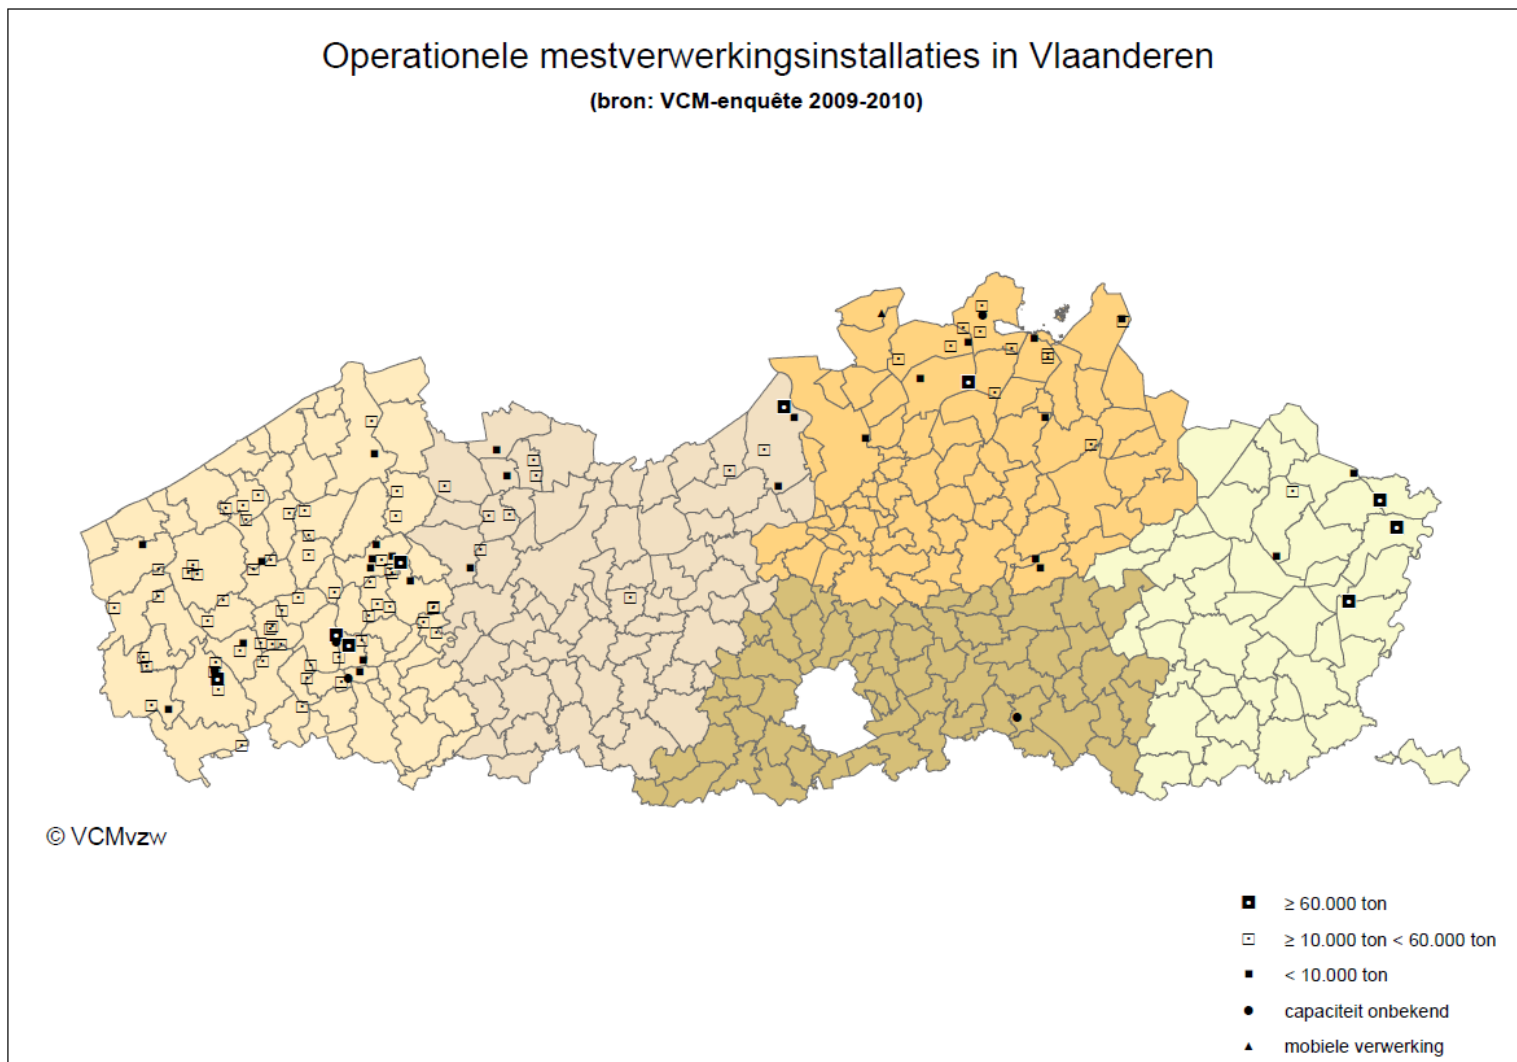 Operationele mestverwerkingsinstallaties in Vlaanderen
(bron: VCM-enquête 2009-2010)
© VCMvzw
≥ 60.000 ton
≥ 10.000 ton < 60.000 ton
< 10.000 ton
capaciteit onbekend
mobiele verwerking